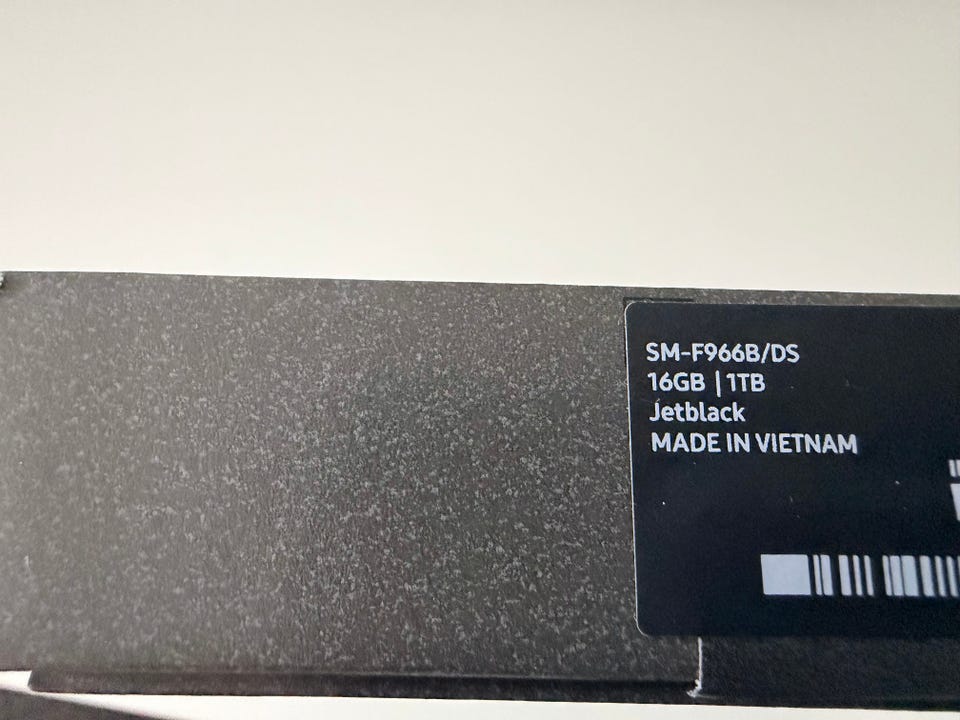 SM-F966B/DS
16GB | 1TB
Jetblack
MADE IN VIETNAM